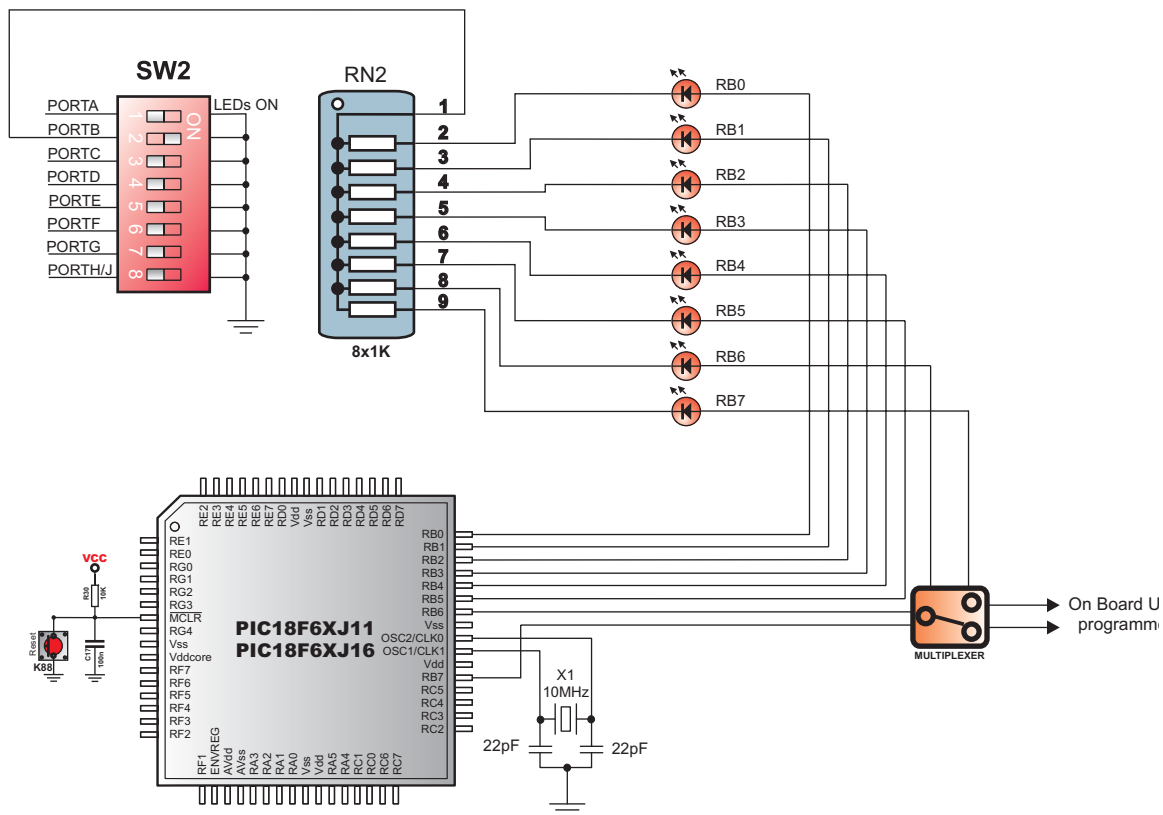 SW2
RN2
PORTA
PORTB
PORTC
PORTD
PORTE
PORTF
PORTG
PORTH/J
LEDs ON
ON
1
2
3
4
5
6
7
8
1
2
3
4
5
6
7
8
9
8x1K
RB0
RB1
RB2
RB3
RB4
RB5
RB6
RB7
RE2
RE3
RE4
RE5
RE6
RE7
RD0
Vdd
Vss
RD1
RD2
RD3
RD4
RD5
RD6
RD7
RE1
RE0
RG0
RG1
RG2
RG3
MCLR
RG4
Vss
Vddcore
RF7
RF6
RF5
RF4
RF3
RF2
PIC18F6XJ11
PIC18F6XJ16
RB0
RB1
RB2
RB3
RB4
RB5
RB6
Vss
OSC2/CLK0
OSC1/CLK1
Vdd
RB7
RC5
RC4
RC3
RC2
RF1
ENVREG
AVdd
AVss
RA3
RA2
RA1
RA0
Vss
Vdd
RA5
RA4
RC1
RC0
RC6
RC7
VCC
R30
10K
Reset
K88
100n
X1
10MHz
22pF
22pF
MULTIPLEXER
On Board U
programme